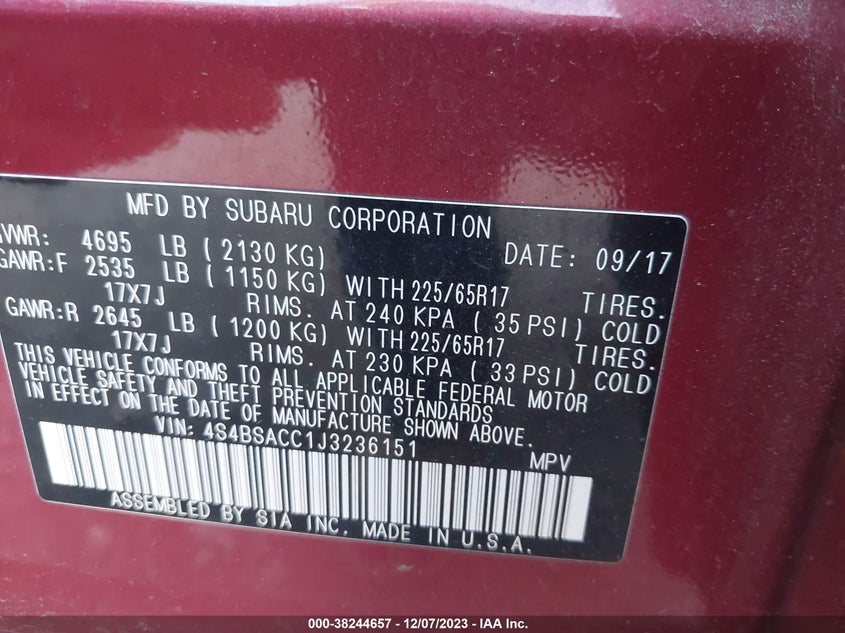 MFD BY SUBARU CORPORATION
GVWR: 4695 LB ( 2130 KG) DATE: 09/17
GAWR:F 2535 LB ( 1150 KG) WITH 225/65R17 TIRES.
17X7J RIMS. AT 240 KPA ( 35 PSI) COLD
GAWR:R 2645 LB ( 1200 KG) WITH 225/65R17 TIRES.
17X7J RIMS. AT 230 KPA ( 33 PSI) COLD
THIS VEHICLE CONFORMS TO ALL APPLICABLE FEDERAL MOTOR
VEHICLE SAFETY AND THEFT PREVENTION STANDARDS
IN EFFECT ON THE DATE OF MANUFACTURE SHOWN ABOVE.
VIN: 4S4BSACC1J3236151 MPV
ASSEMBLED BY SIA INC. MADE IN U.S.A.
000-38244657 - 12/07/2023 - IAA Inc.